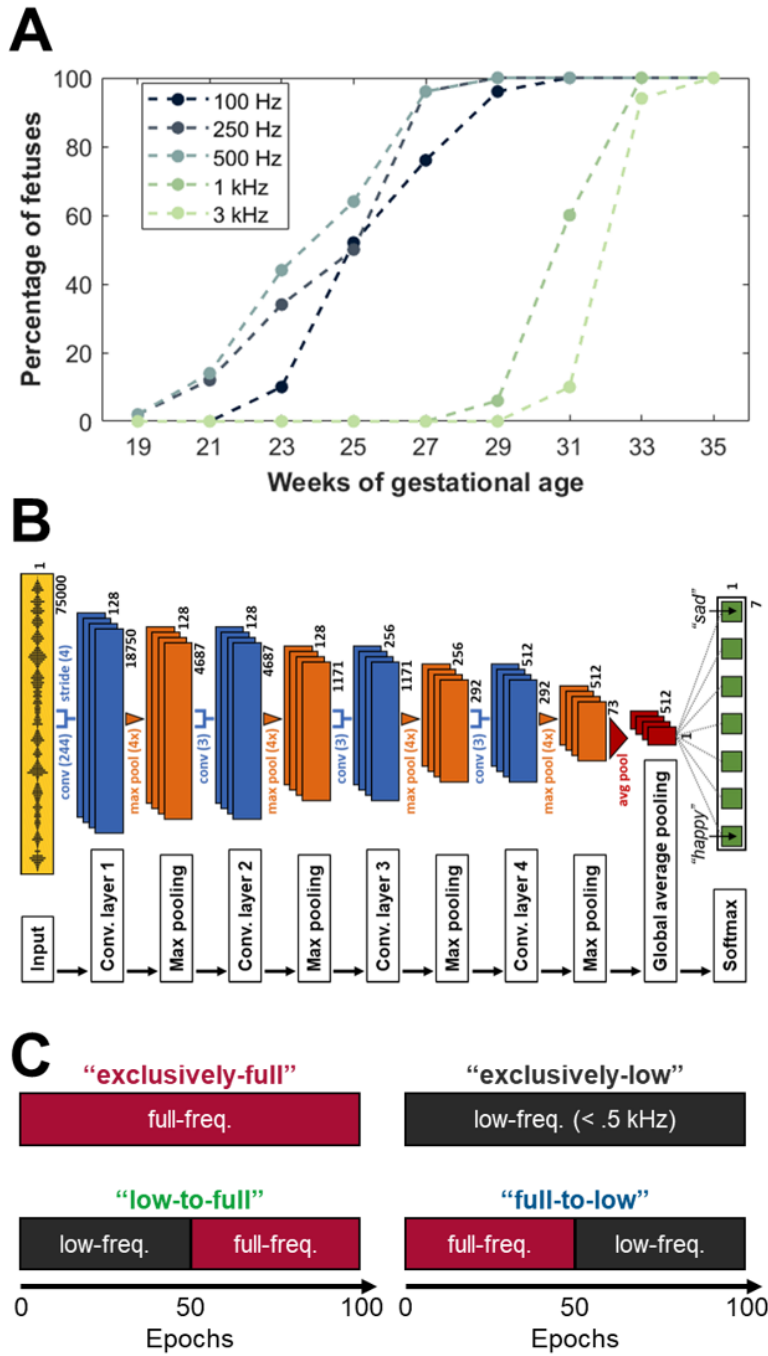 A
Percentage of fetuses
100
80
60
40
20
0
100 Hz
250 Hz
500 Hz
1 kHz
3 kHz
19 21 23 25 27 29 31 33 35
Weeks of gestational age
B
1
75000
conv (244)
stride (4)
128
18750
max pool (4x)
128
4687
conv (3)
128
4687
max pool (4x)
128
1171
conv (3)
256
1171
max pool (4x)
256
292
conv (3)
512
292
max pool (4x)
512
73
avg pool
512
1
"sad"
"happy"
1
7
Input
Conv. layer 1
Max pooling
Conv. layer 2
Max pooling
Conv. layer 3
Max pooling
Conv. layer 4
Max pooling
Global average pooling
Softmax
C
“exclusively-full”
full-freq.
“exclusively-low”
low-freq. (< .5 kHz)
“low-to-full”
low-freq. full-freq.
0 50 100
Epochs
“full-to-low”
full-freq. low-freq.
0 50 100
Epochs